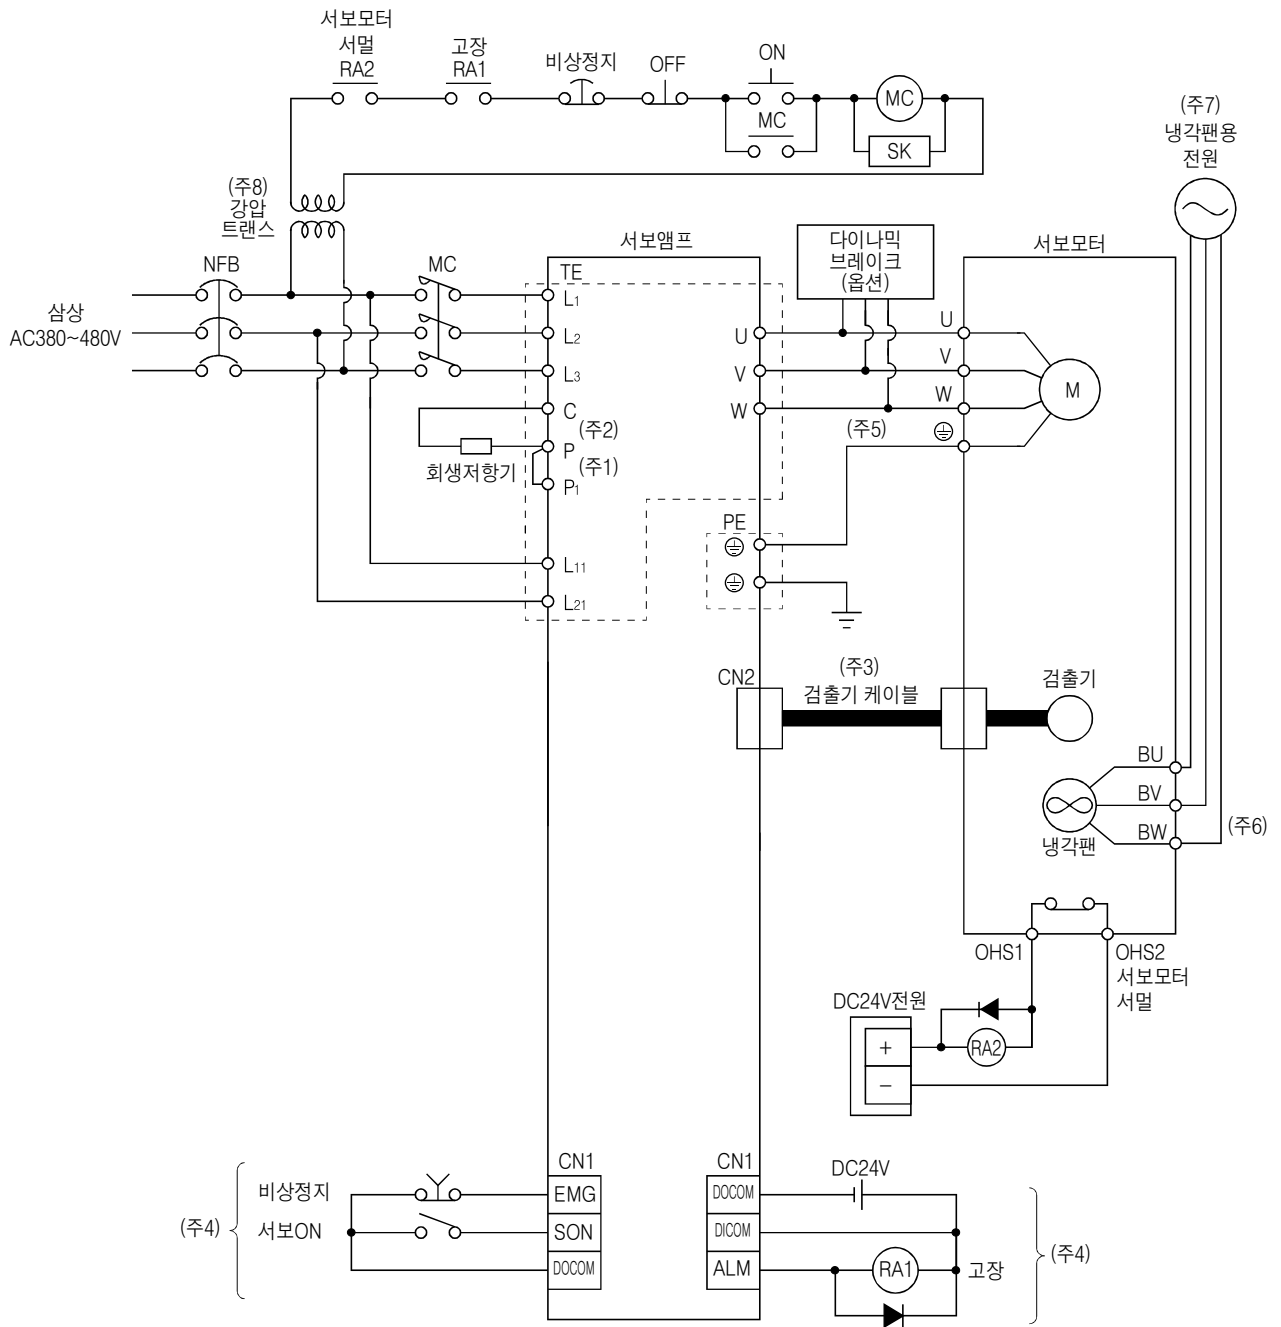 서보모터
서멀
RA2
고장
RA1
비상정지
OFF
ON
MC
MC
SK
(주7)
냉각팬용
전원
(주8)
강압
트랜스
NFB
MC
삼상
AC380~480V
서보앰프
TE
L1
L2
L3
C
(주2)
P
(주1)
P1
회생저항기
L11
L21
U
V
W
PE
다이나믹
브레이크
(옵션)
서보모터
U
V
W
(주5)
M
CN2
(주3)
검출기 케이블
검출기
BU
BV
BW
(주6)
냉각팬
OHS1
OHS2
서보모터
서멀
DC24V전원
+
RA2
−
CN1
CN1
(주4)
비상정지
EMG
서보ON
SON
DOCOM
DOCOM
DC24V
DICOM
ALM
RA1
고장
(주4)